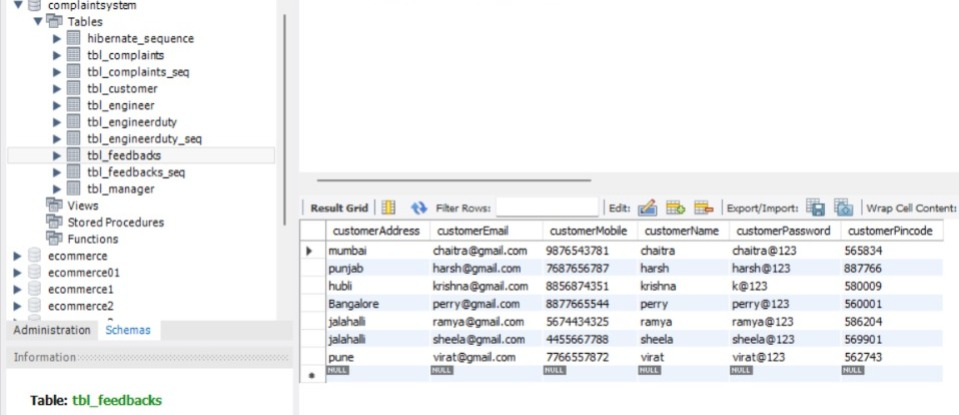 complaintsystem
Tables
hibernate_sequence
tbl_complaints
tbl_complaints_seq
tbl_customer
tbl_engineer
tbl_engineerduty
tbl_engineerduty_seq
tbl_feedbacks
tbl_feedbacks_seq
tbl_manager
Views
Stored Procedures
Functions
ecommerce
ecommerce01
ecommerce1
ecommerce2
Administration Schemas
Information
Table: tbl_feedbacks
Result Grid Filter Rows: Edit: Export/Import: Wrap Cell Content:
customerAddress customerEmail customerMobile customerName customerPassword customerPincode
mumbai chaitra@gmail.com 9876543781 chaitra chaitra@123 565834
punjab harsh@gmail.com 7687656787 harsh harsh@123 887766
hubli krishna@gmail.com 8856874351 krishna k@123 580009
Bangalore perry@gmail.com 8877665544 perry perry@123 560001
jalahalli ramya@gmail.com 5674434325 ramya ramya@123 586204
jalahalli sheela@gmail.com 4455667788 sheela sheela@123 569901
pune virat@gmail.com 7766557872 virat virat@123 562743
NULL NULL NULL NULL NULL NULL